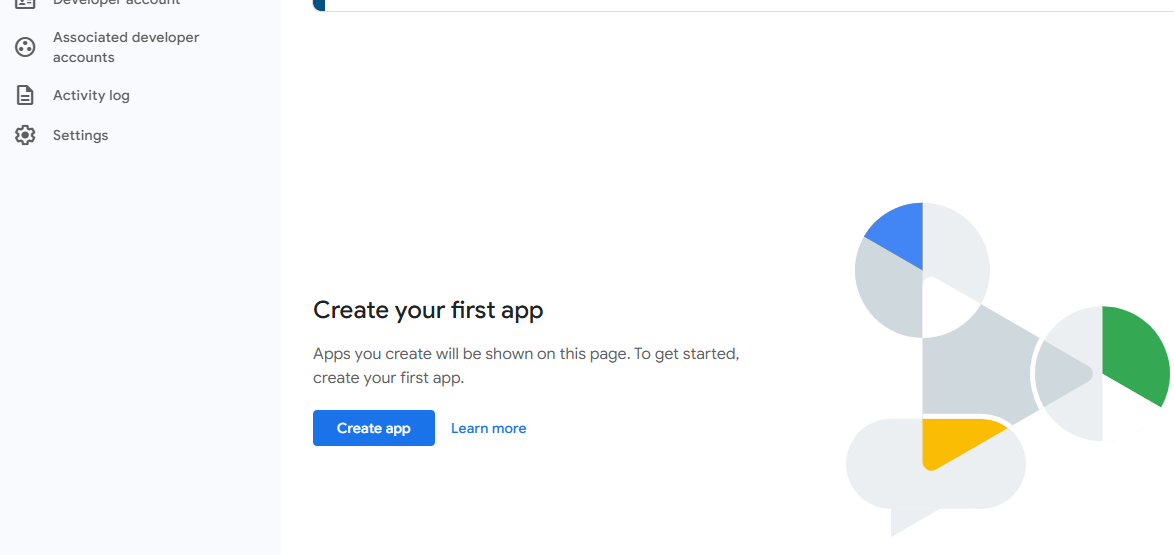 Developer account
Associated developer
accounts
Activity log
Settings
Create your first app
Apps you create will be shown on this page. To get started,
create your first app.
Create app
Learn more